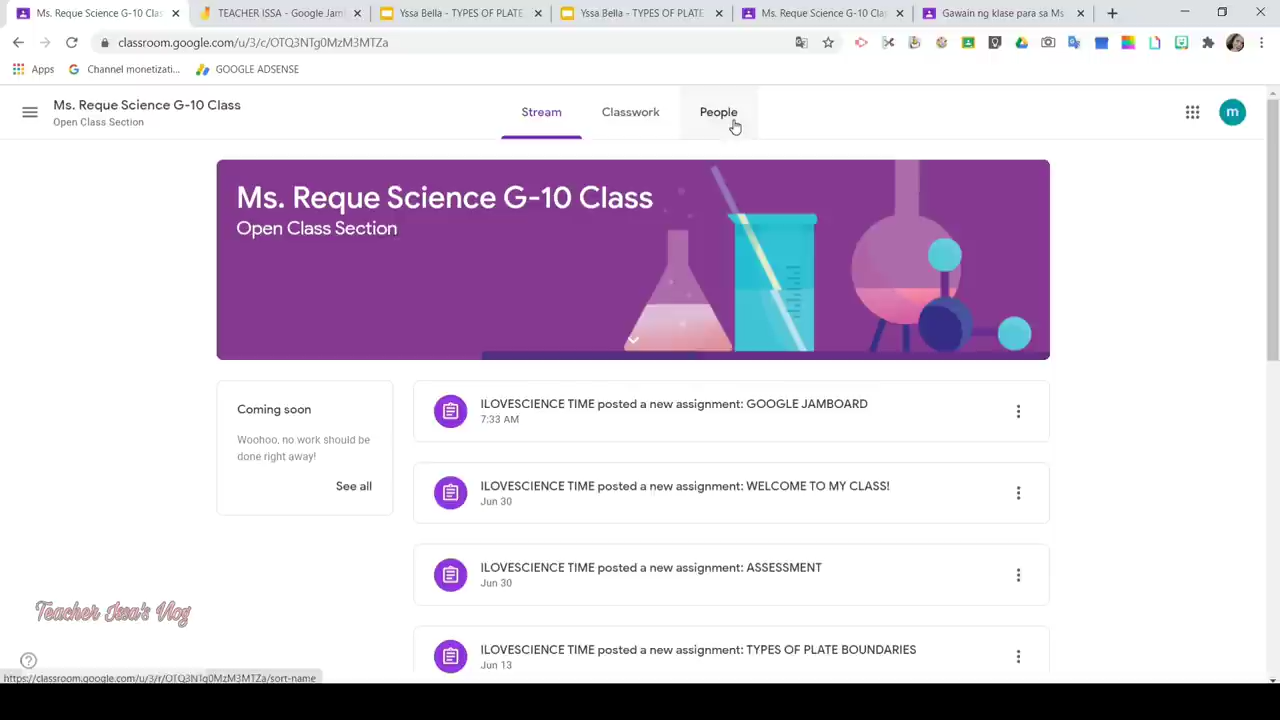 Ms. Reque Science G-10 Clas
TEACHER ISSA - Google Jam
Yssa Bella - TYPES OF PLATE
Yssa Bella - TYPES OF PLATE
Ms. Reque Science G-10 Clas
Gawain ng klase para sa Ms
classroom.google.com/u/3/c/OTQ3NTg0MzM3MTZa
Apps
Channel monetizati...
GOOGLE ADSENSE
Ms. Reque Science G-10 Class
Open Class Section
Stream
Classwork
People
m
Ms. Reque Science G-10 Class
Open Class Section
Coming soon
Woohoo, no work should be
done right away!
See all
ILOVESCIENCE TIME posted a new assignment: GOOGLE JAMBOARD
7:33 AM
ILOVESCIENCE TIME posted a new assignment: WELCOME TO MY CLASS!
Jun 30
ILOVESCIENCE TIME posted a new assignment: ASSESSMENT
Jun 30
ILOVESCIENCE TIME posted a new assignment: TYPES OF PLATE BOUNDARIES
Jun 13
Teacher Issa's Vlog
https://classroom.google.com/u/3/r/OTQ3NTg0MzM3MTZa/sort-name